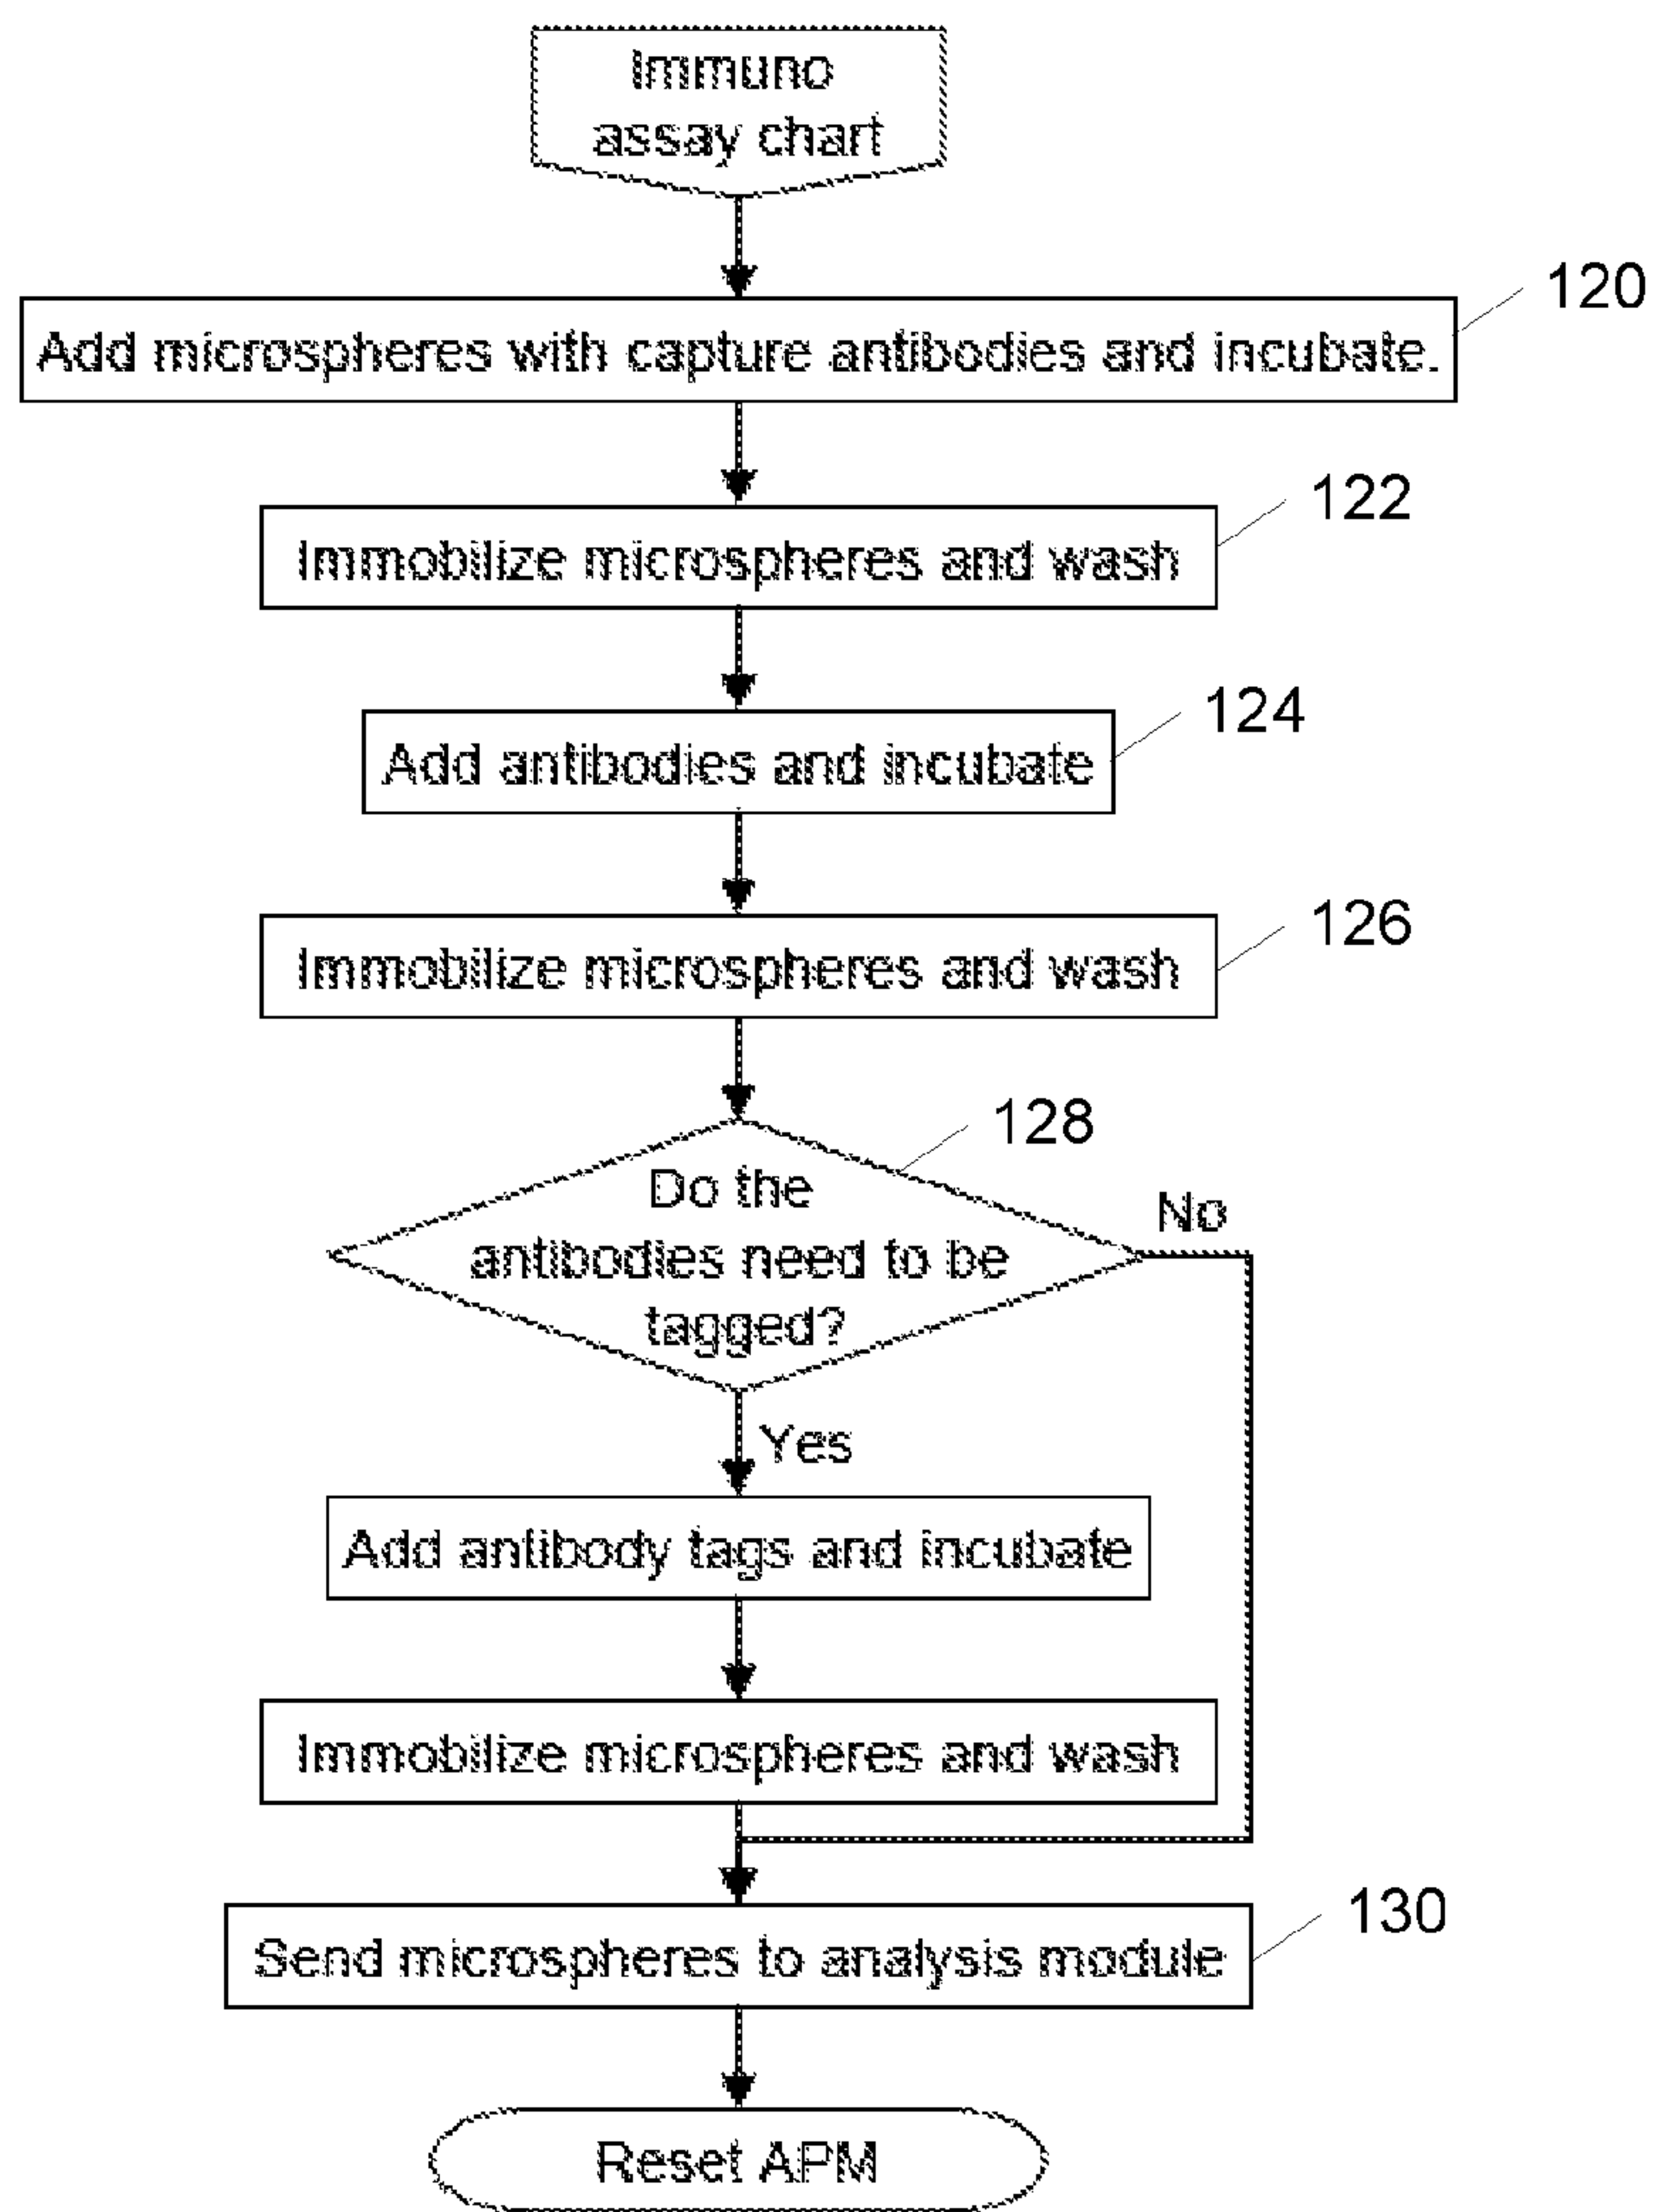 Immuno
assay chart
120
Add microspheres with capture antibodies and incubate.
122
Immobilize microspheres and wash
124
Add antibodies and incubate
126
Immobilize microspheres and wash
128
Do the
No
antibodies need to be
tagged?
Yes
Add antibody tags and incubate
Immobilize microspheres and wash
130
Send microspheres to analysis module
Reset APM